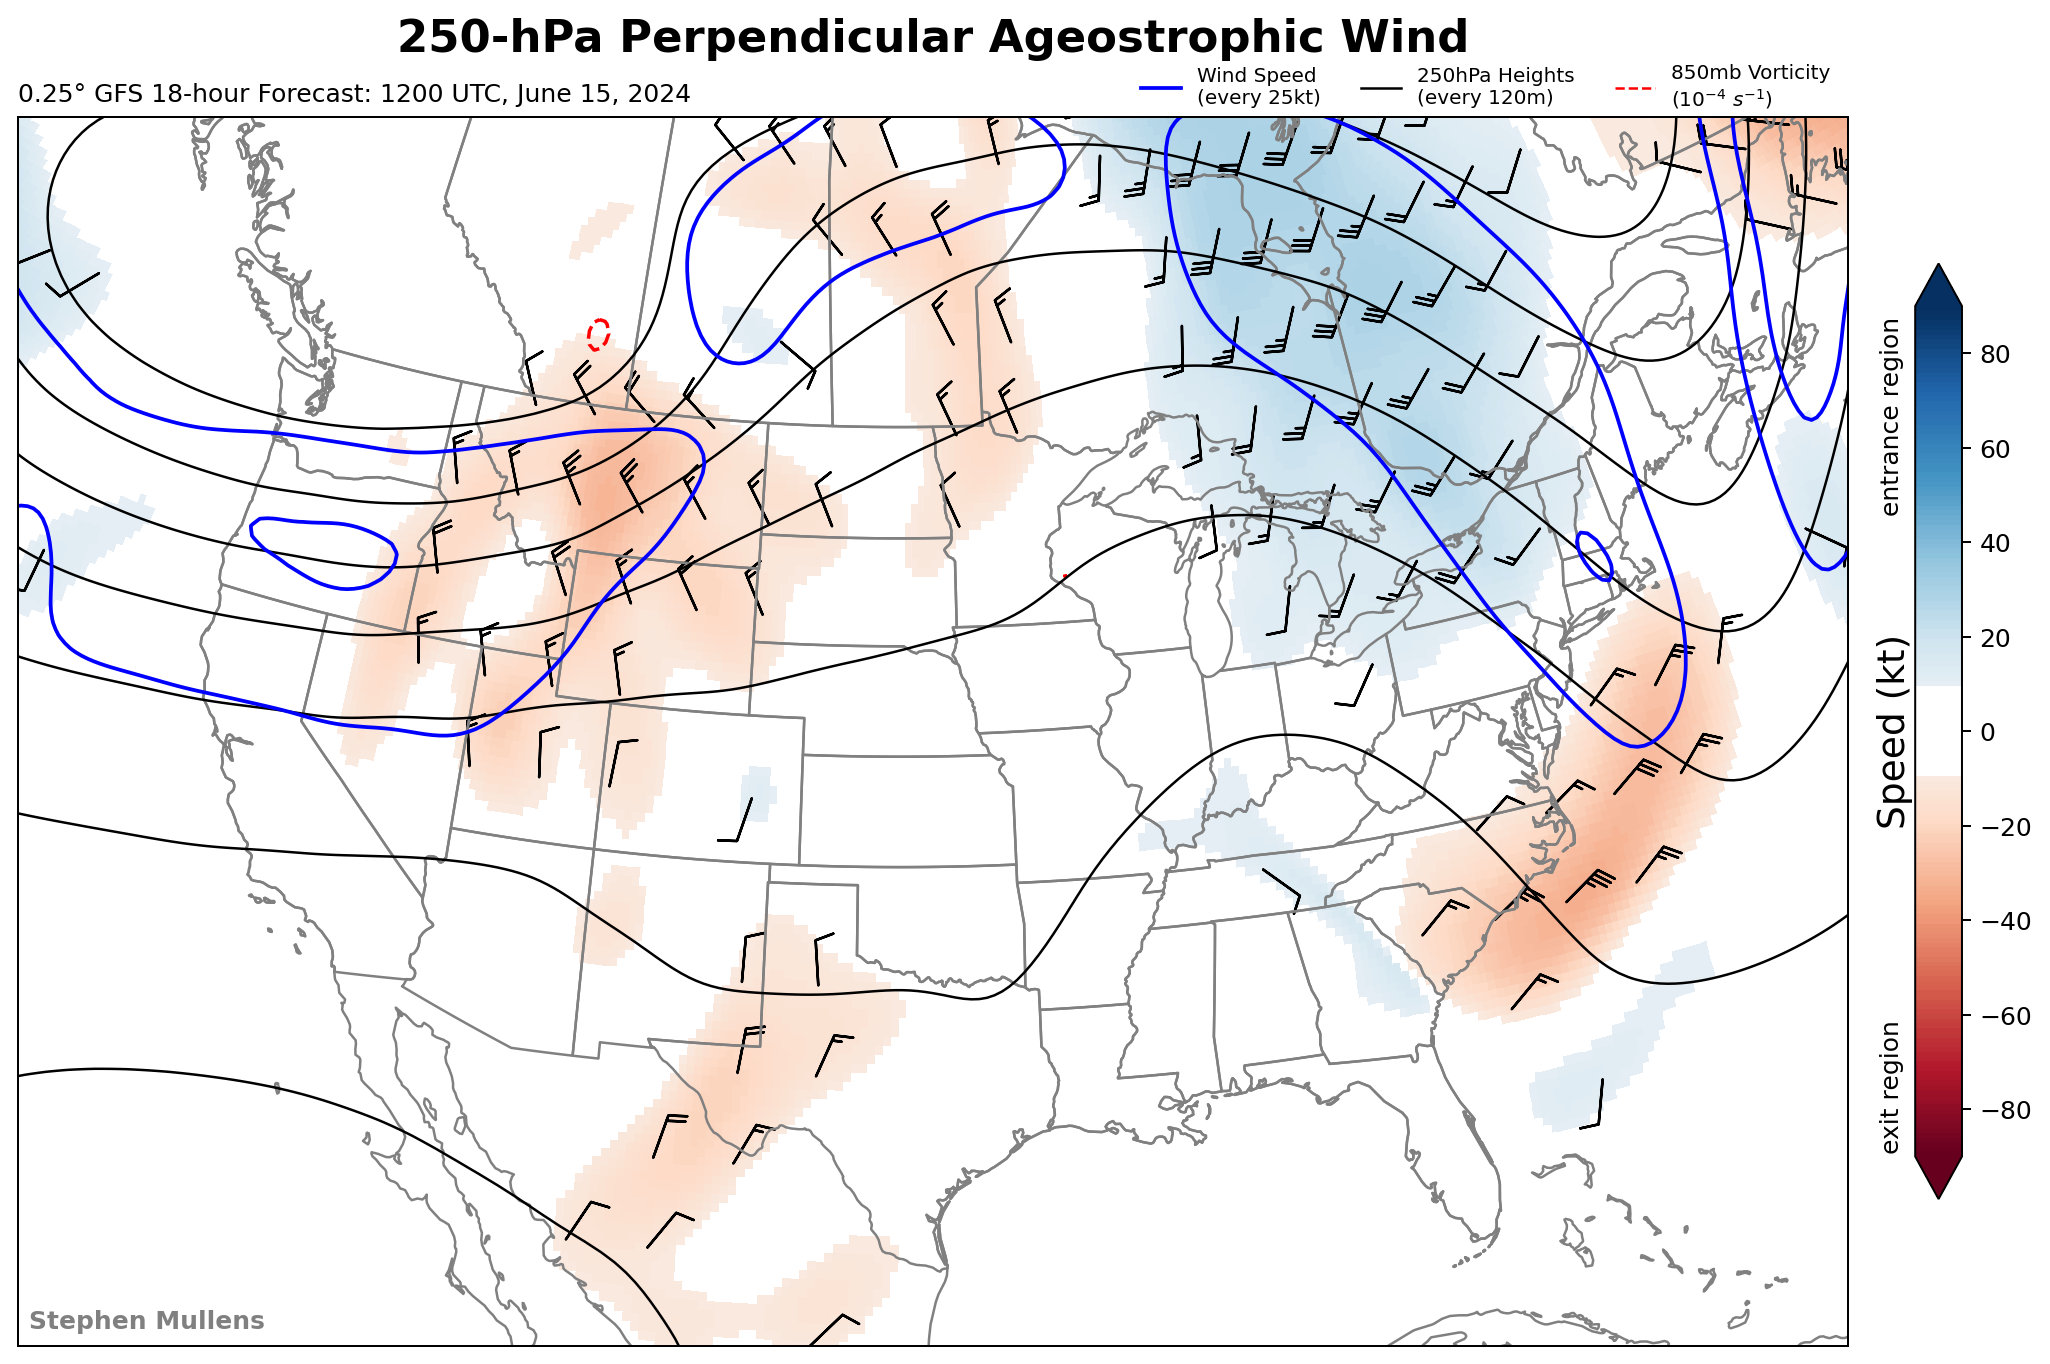 250-hPa Perpendicular Ageostrophic Wind
0.25° GFS 18-hour Forecast: 1200 UTC, June 15, 2024
Wind Speed
(every 25kt)
250hPa Heights
(every 120m)
850mb Vorticity
(10⁻⁴ s⁻¹)
entrance region
Speed (kt)
exit region
80
60
40
20
0
−20
−40
−60
−80
Stephen Mullens